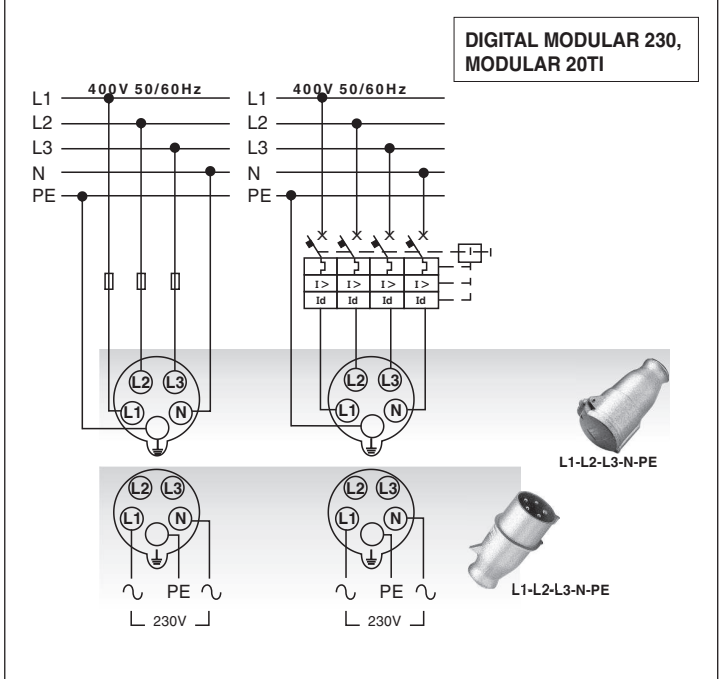 DIGITAL MODULAR 230,
MODULAR 20TI
400V 50/60Hz 400V 50/60Hz
L1 L1
L2 L2
L3 L3
N N
PE PE
I> I> I> I>
Id Id Id Id
L2 L3 L2 L3
L1 N L1 N
L1-L2-L3-N-PE
L2 L3 L2 L3
L1 N L1 N
PE PE
L1-L2-L3-N-PE
230V 230V